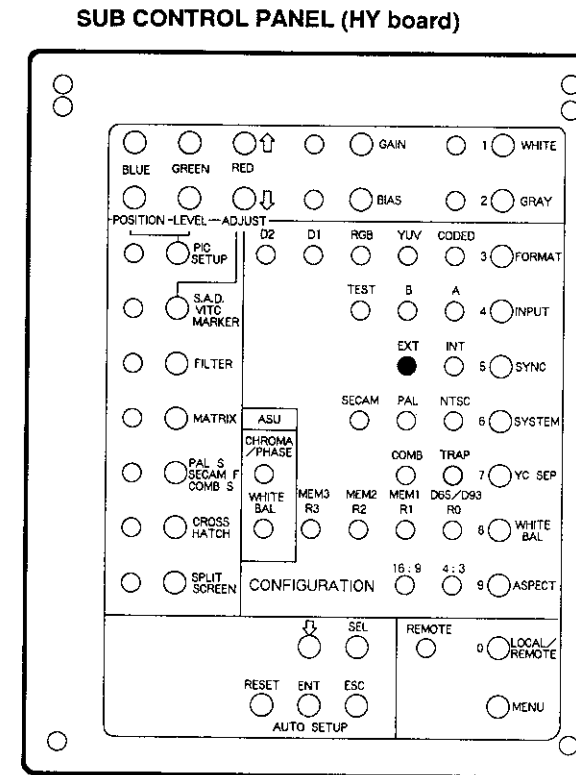 SUB CONTROL PANEL (HY board)
GAIN 1 WHITE
BLUE GREEN RED
BIAS 2 GRAY
POSITION LEVEL ADJUST
D2 D1 RGB YUV CODED
PIC
SETUP
3 FORMAT
TEST B A
S.A.D.
VITC
MARKER
4 INPUT
EXT INT
FILTER
5 SYNC
SECAM PAL NTSC
MATRIX
ASU
6 SYSTEM
CHROMA
/PHASE
COMB TRAP
PAL S
SECAM F
COMB S
7 YC SEP
WHITE
BAL
MEM3 MEM2 MEM1 D65/D93
R3 R2 R1 R0
CROSS
HATCH
8 WHITE
BAL
16:9 4:3
SPLIT
SCREEN
CONFIGURATION
9 ASPECT
SEL
REMOTE
0 LOCAL/
REMOTE
RESET ENT ESC
MENU
AUTO SETUP